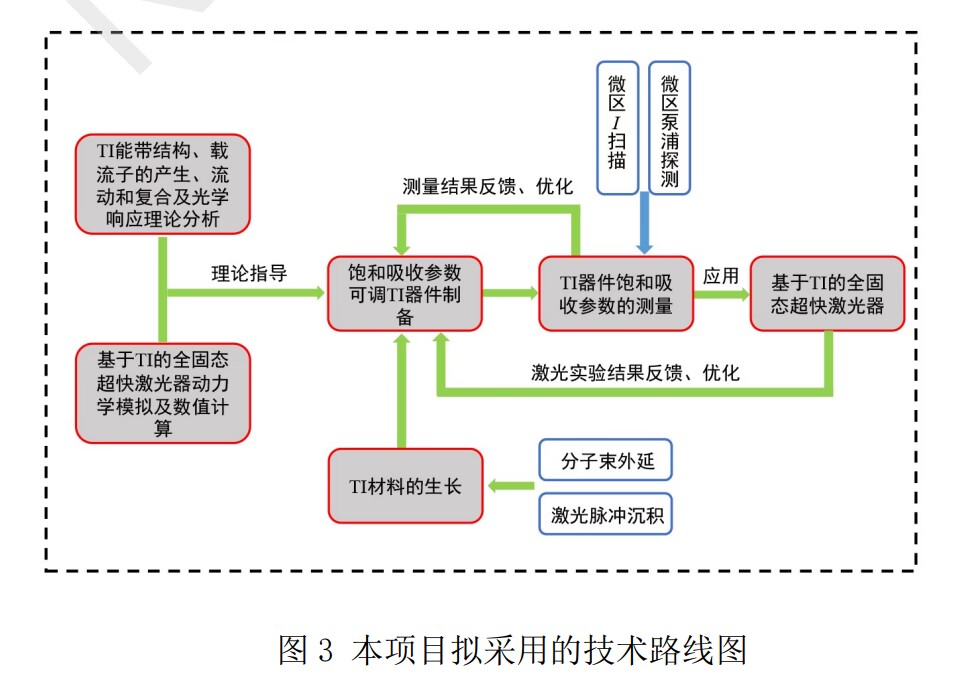 微区I扫描
微区泵浦探测
TI能带结构、载
流子的产生、流
动和复合及光学
响应理论分析
测量结果反馈、优化
理论指导
饱和吸收参数
可调TI器件制
备
TI器件饱和吸
收参数的测量
应用
基于TI的全固
态超快激光器
基于TI的全固态
超快激光器动力
学模拟及数值计
算
激光实验结果反馈、优化
TI材料的生长
分子束外延
激光脉冲沉积
图 3 本项目拟采用的技术路线图